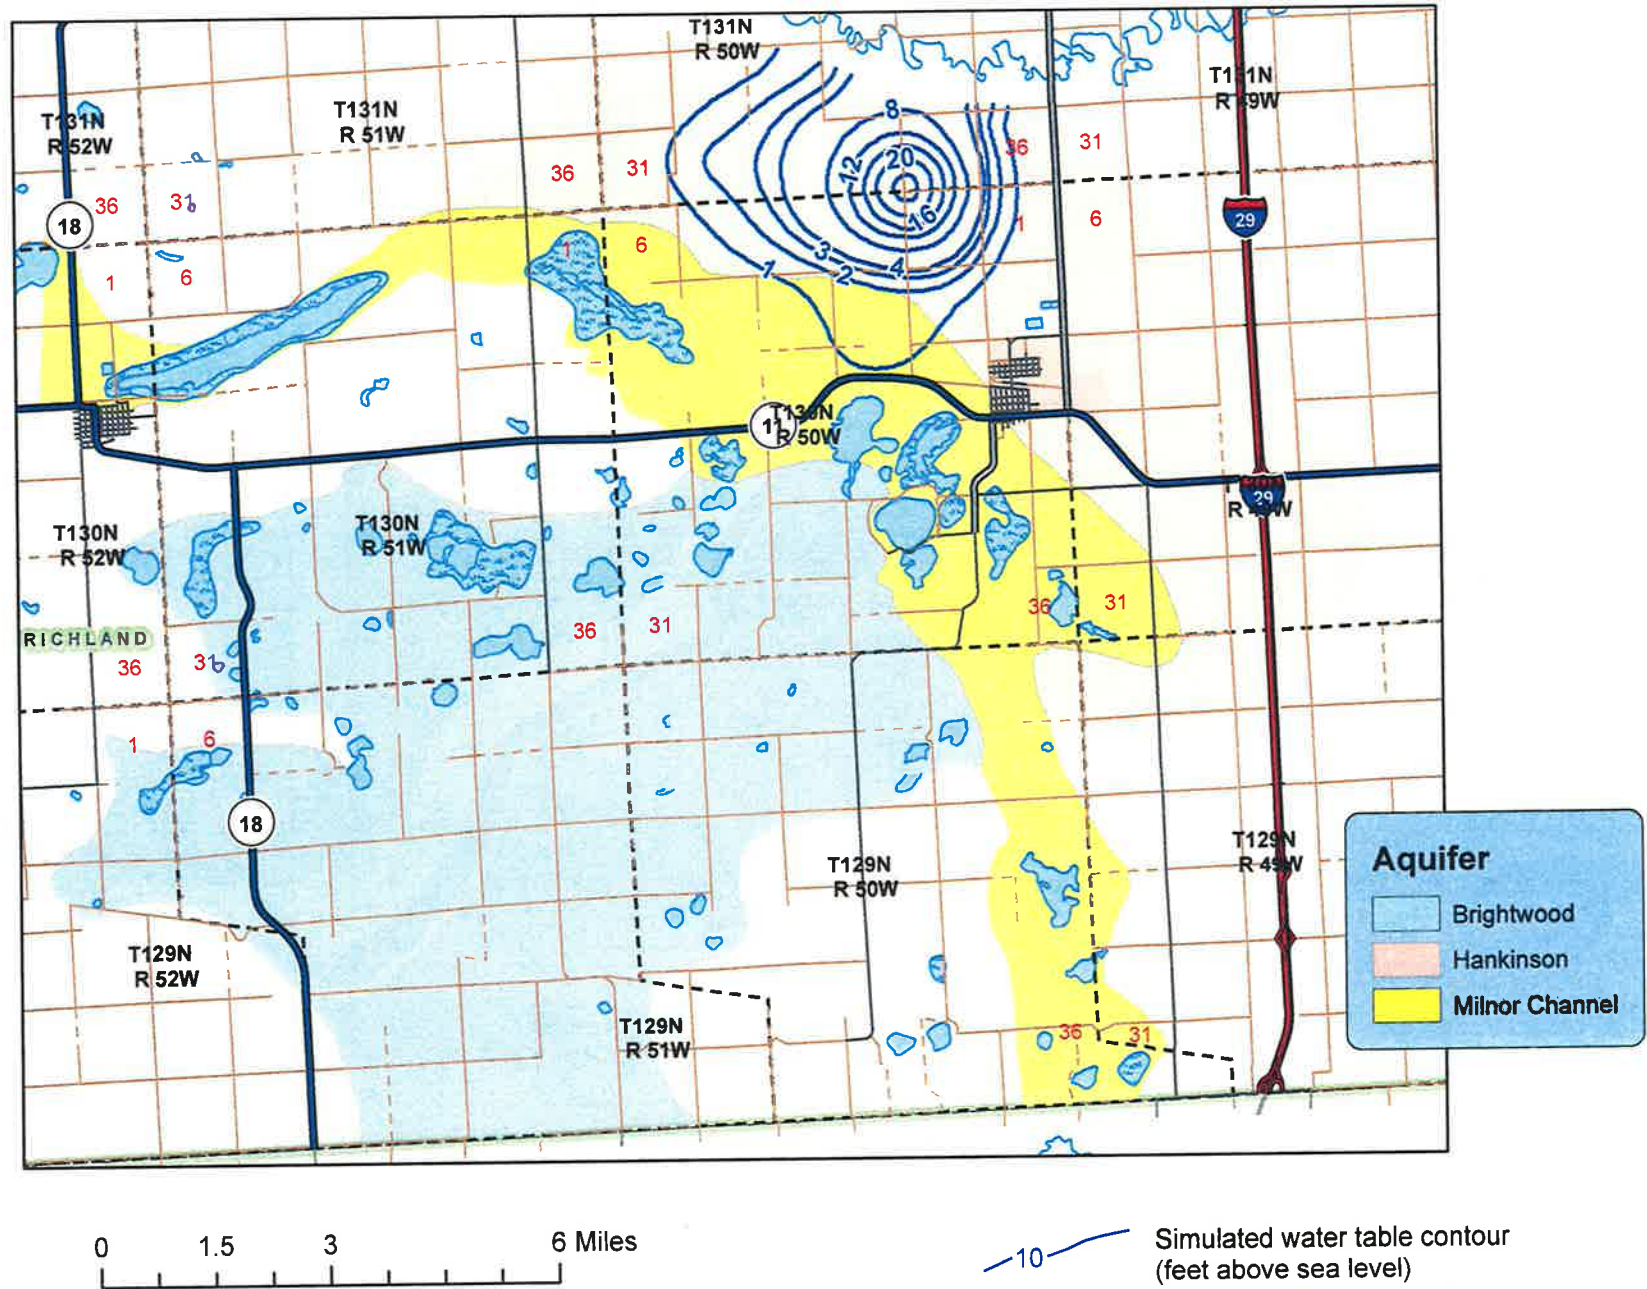 T131N
R 50W
T131N
R 51W
T131N
R 52W
T131N
R 49W
8
20
12
16
4
3
2
1
36
31
36
31
36
31
18
29
1
6
1
6
1
6
11
T130N
R 50W
29
T130N
R 51W
T130N
R 52W
RICHLAND
36
31
36
31
36
31
1
6
18
T129N
R 50W
T129N
R 49W
T129N
R 52W
T129N
R 51W
36
31
Aquifer
Brightwood
Hankinson
Milnor Channel
0 1.5 3 6 Miles
10
Simulated water table contour
(feet above sea level)